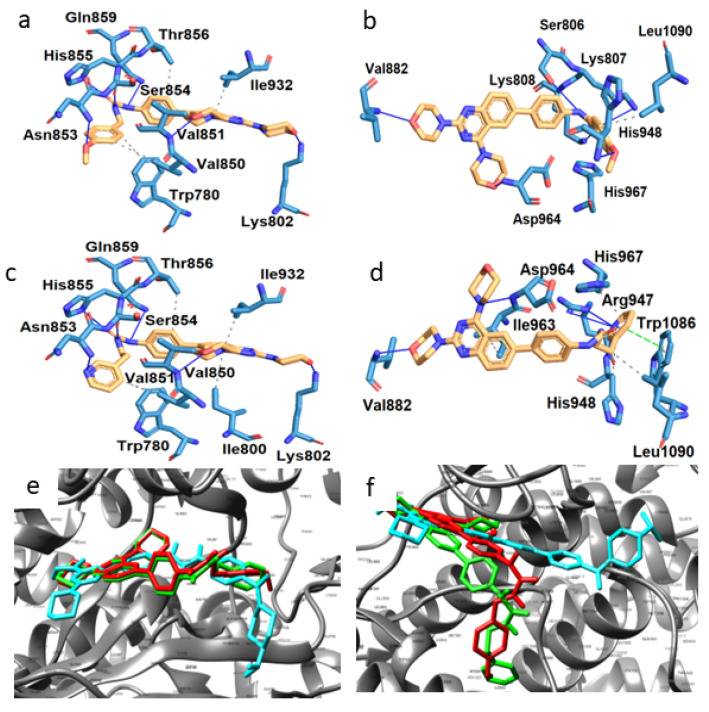 a
Gln859
Thr856
His855
Ser854
Ile932
Asn853
Val851
Val850
Trp780
Lys802
b
Ser806
Leu1090
Lys807
Val882
Lys808
His948
His967
Asp964
c
Gln859
Thr856
Ile932
His855
Asn853
Ser854
Val851
Val850
Trp780
Ile800
Lys802
d
His967
Asp964
Arg947
Ile963
Trp1086
Val882
His948
Leu1090
e
f